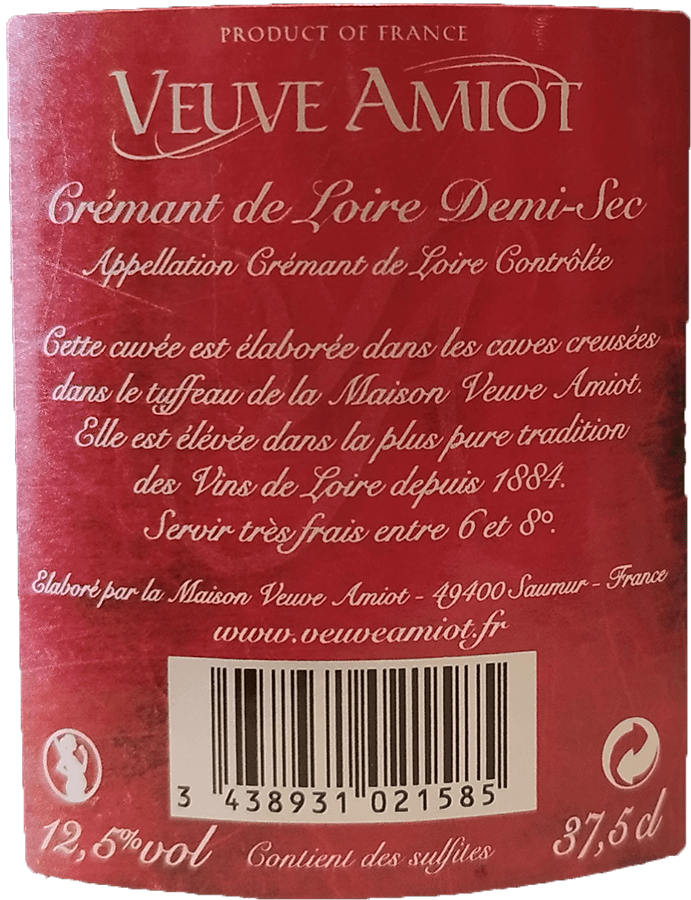 PRODUCT OF FRANCE
VEUVE AMIOT
Crémant de Loire Demi-Sec
Appellation Crémant de Loire Contrôlée
Cette cuvée est élaborée dans les caves creusées
dans le tuffeau de la Maison Veuve Amiot.
Elle est élévée dans la plus pure tradition
des Vins de Loire depuis 1884.
Servir très frais entre 6 et 8°.
Elaboré par la Maison Veuve Amiot - 49400 Saumur - France
www.veuveamiot.fr
3 438931 021585
12,5%vol
Contient des sulfites
37,5 cl